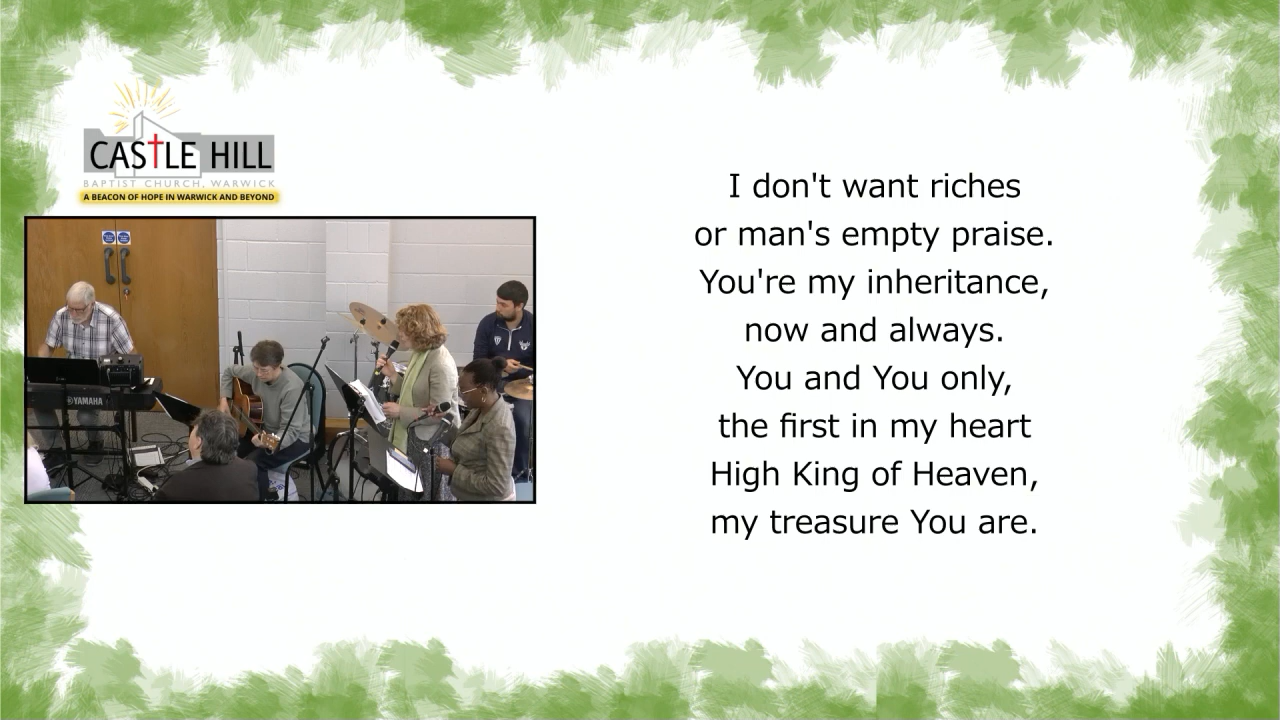 CASTLE HILL
BAPTIST CHURCH, WARWICK
A BEACON OF HOPE IN WARWICK AND BEYOND
YAMAHA
I don't want riches
or man's empty praise.
You're my inheritance,
now and always.
You and You only,
the first in my heart
High King of Heaven,
my treasure You are.